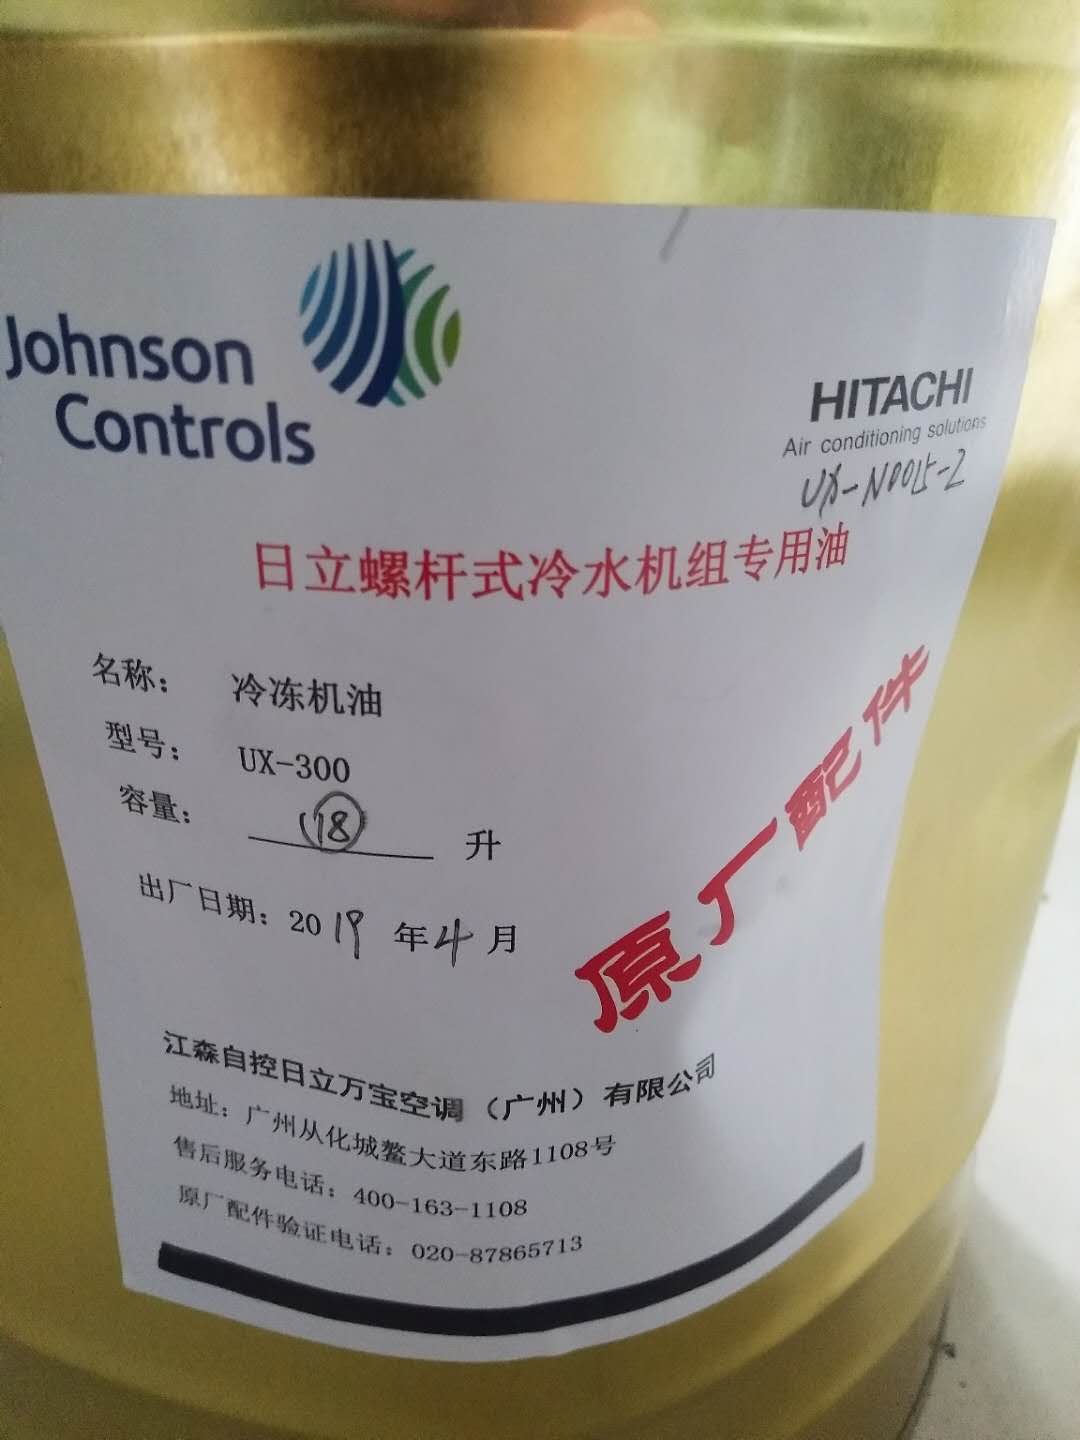 Johnson
Controls
HITACHI
Air conditioning solutions
UX-N0015-2
日立螺杆式冷水机组专用油
名称： 冷冻机油
型号： UX-300
容量： 18 升
出厂日期：2019年4月
原厂配件
江森自控日立万宝空调（广州）有限公司
地址：广州从化城鳌大道东路1108号
售后服务电话：400-163-1108
原厂配件验证电话：020-87865713